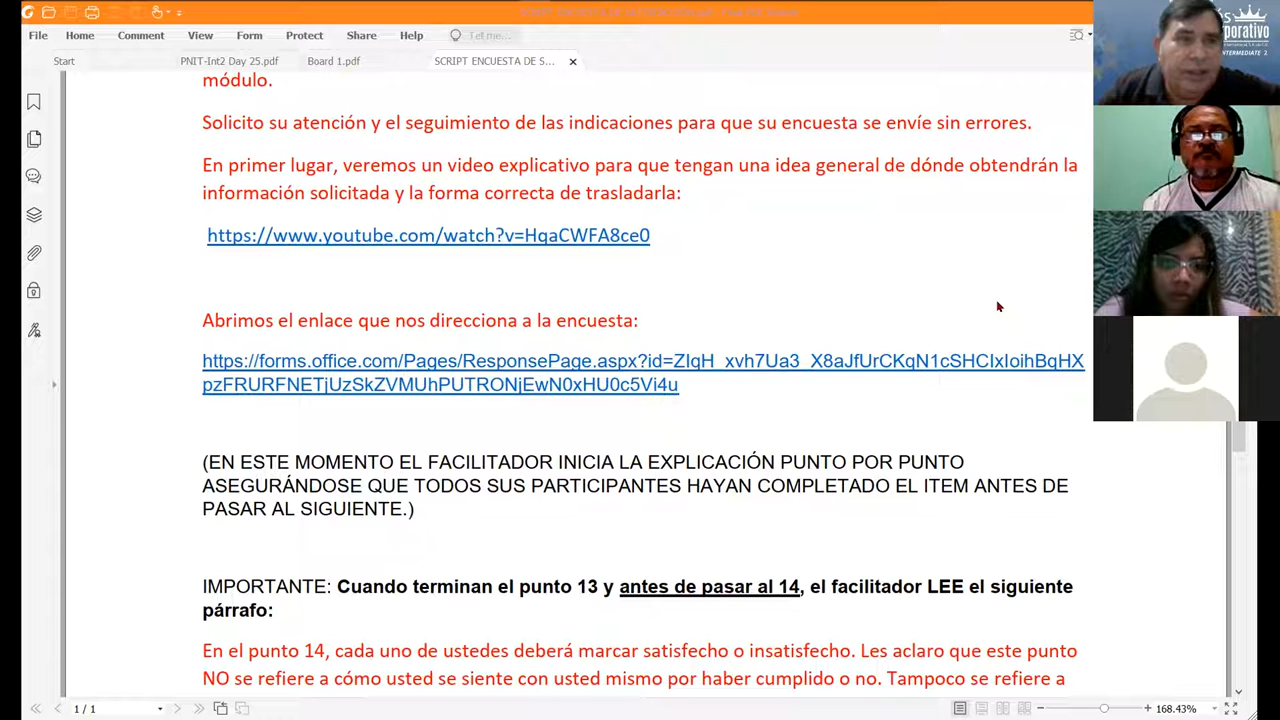 File Home Comment View Form Protect Share Help Tell me...
Start PNIT-Int2 Day 25.pdf Board 1.pdf SCRIPT ENCUESTA DE S...
módulo.
Solicito su atención y el seguimiento de las indicaciones para que su encuesta se envíe sin errores.
En primer lugar, veremos un video explicativo para que tengan una idea general de dónde obtendrán la
información solicitada y la forma correcta de trasladarla:
https://www.youtube.com/watch?v=HqaCWFA8ce0
Abrimos el enlace que nos direcciona a la encuesta:
https://forms.office.com/Pages/ResponsePage.aspx?id=ZIqH_xvh7Ua3_X8aJfUrCKqN1cSHCIxIoihBqHX
pzFRURFNETjUzSkZVMUhPUTRONjEwN0xHU0c5Vi4u
(EN ESTE MOMENTO EL FACILITADOR INICIA LA EXPLICACIÓN PUNTO POR PUNTO
ASEGURÁNDOSE QUE TODOS SUS PARTICIPANTES HAYAN COMPLETADO EL ITEM ANTES DE
PASAR AL SIGUIENTE.)
IMPORTANTE: Cuando terminan el punto 13 y antes de pasar al 14, el facilitador LEE el siguiente
párrafo:
En el punto 14, cada uno de ustedes deberá marcar satisfecho o insatisfecho. Les aclaro que este punto
NO se refiere a cómo usted se siente con usted mismo por haber cumplido o no. Tampoco se refiere a
1 / 1
168.43%
INTERMEDIATE 2